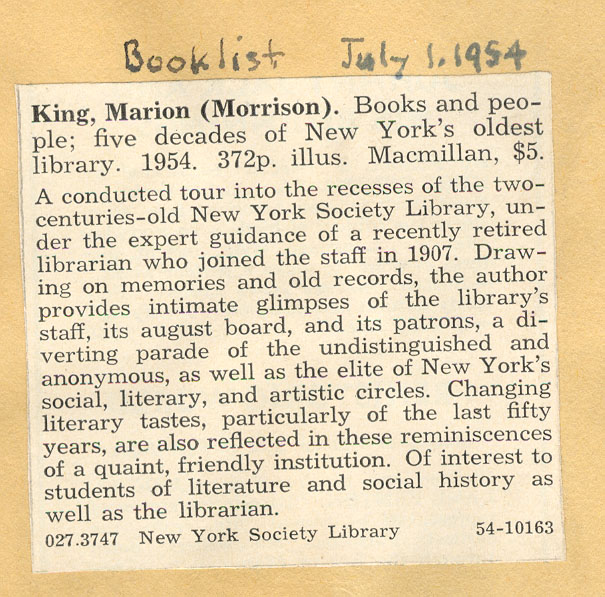 Booklist July 1. 1954
King, Marion (Morrison). Books and peo-
ple; five decades of New York's oldest
library. 1954. 372p. illus. Macmillan, $5.
A conducted tour into the recesses of the two-
centuries-old New York Society Library, un-
der the expert guidance of a recently retired
librarian who joined the staff in 1907. Draw-
ing on memories and old records, the author
provides intimate glimpses of the library's
staff, its august board, and its patrons, a di-
verting parade of the undistinguished and
anonymous, as well as the elite of New York's
social, literary, and artistic circles. Changing
literary tastes, particularly of the last fifty
years, are also reflected in these reminiscences
of a quaint, friendly institution. Of interest to
students of literature and social history as
well as the librarian.
027.3747 New York Society Library 54-10163